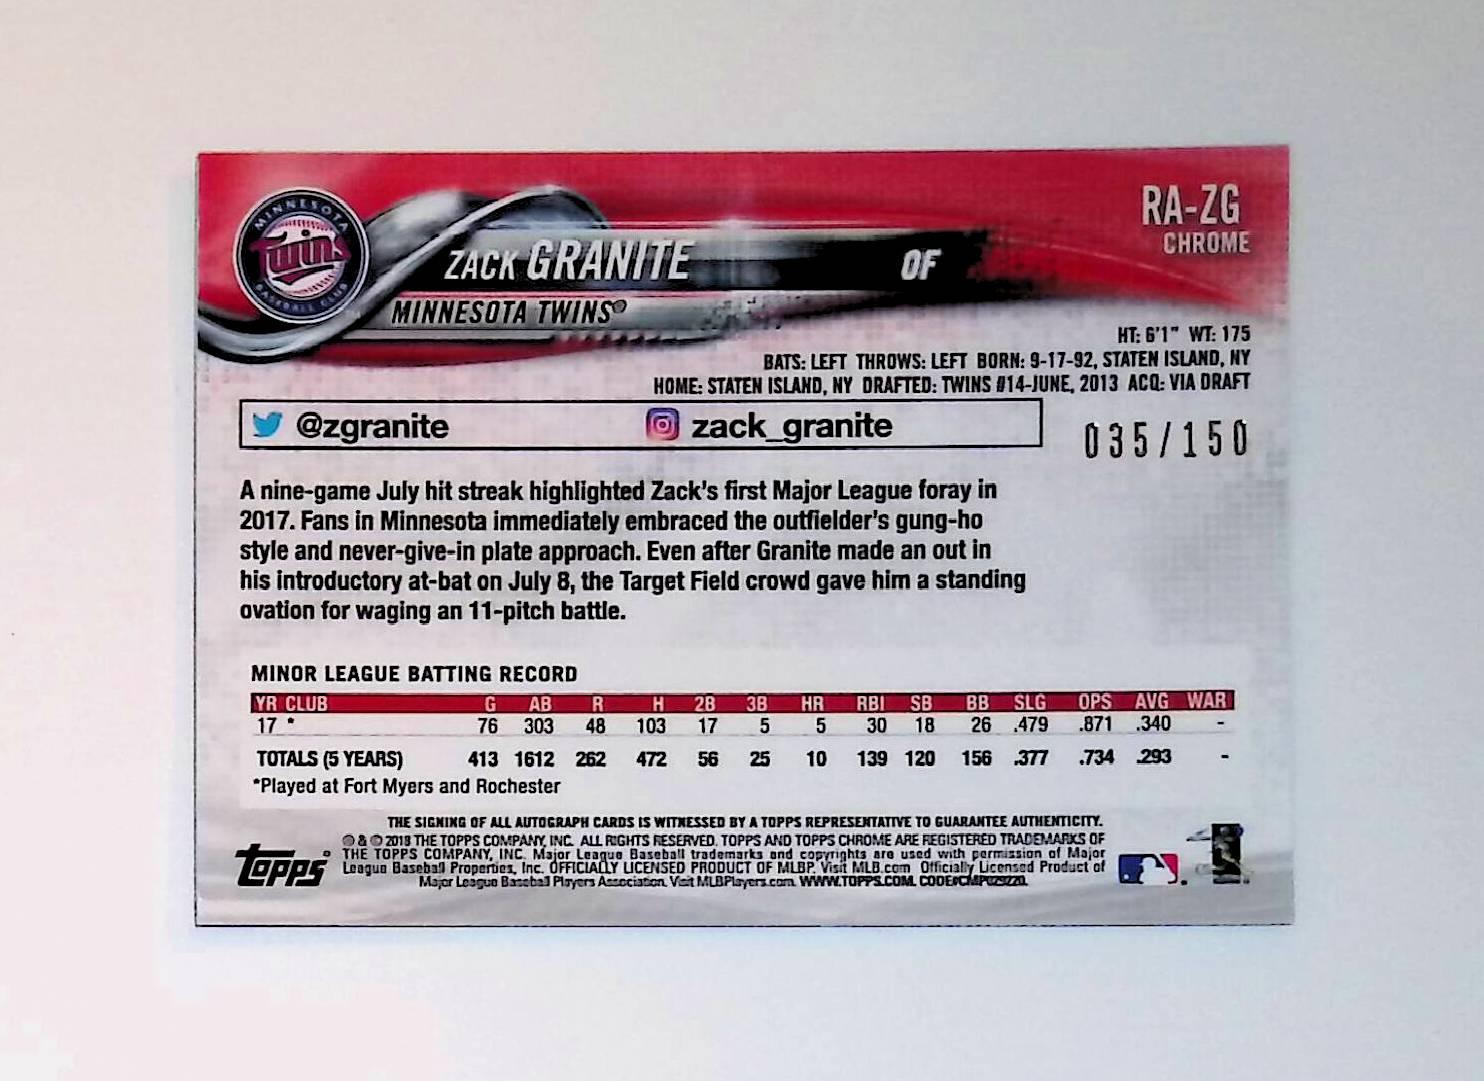 RA-ZG
CHROME
MINNESOTA
Twins
BASEBALL CLUB
ZACK GRANITE OF
MINNESOTA TWINS®
HT: 6'1" WT: 175
BATS: LEFT THROWS: LEFT BORN: 9-17-92, STATEN ISLAND, NY
HOME: STATEN ISLAND, NY DRAFTED: TWINS #14-JUNE, 2013 ACQ: VIA DRAFT
@zgranite zack_granite
035/150
A nine-game July hit streak highlighted Zack's first Major League foray in
2017. Fans in Minnesota immediately embraced the outfielder's gung-ho
style and never-give-in plate approach. Even after Granite made an out in
his introductory at-bat on July 8, the Target Field crowd gave him a standing
ovation for waging an 11-pitch battle.
MINOR LEAGUE BATTING RECORD
YR CLUB G AB R H 2B 3B HR RBI SB BB SLG OPS AVG WAR
17 * 76 303 48 103 17 5 5 30 18 26 .479 .871 .340 -
TOTALS (5 YEARS) 413 1612 262 472 56 25 10 139 120 156 .377 .734 .293 -
*Played at Fort Myers and Rochester
THE SIGNING OF ALL AUTOGRAPH CARDS IS WITNESSED BY A TOPPS REPRESENTATIVE TO GUARANTEE AUTHENTICITY.
® & © 2018 THE TOPPS COMPANY, INC. ALL RIGHTS RESERVED. TOPPS AND TOPPS CHROME ARE REGISTERED TRADEMARKS OF
THE TOPPS COMPANY, INC. Major League Baseball trademarks and copyrights are used with permission of Major
League Baseball Properties, Inc. OFFICIALLY LICENSED PRODUCT OF MLBP. Visit MLB.com Officially Licensed Product of
Major League Baseball Players Association. Visit MLBPlayers.com. WWW.TOPPS.COM. CODE#CMP029220.
topps®